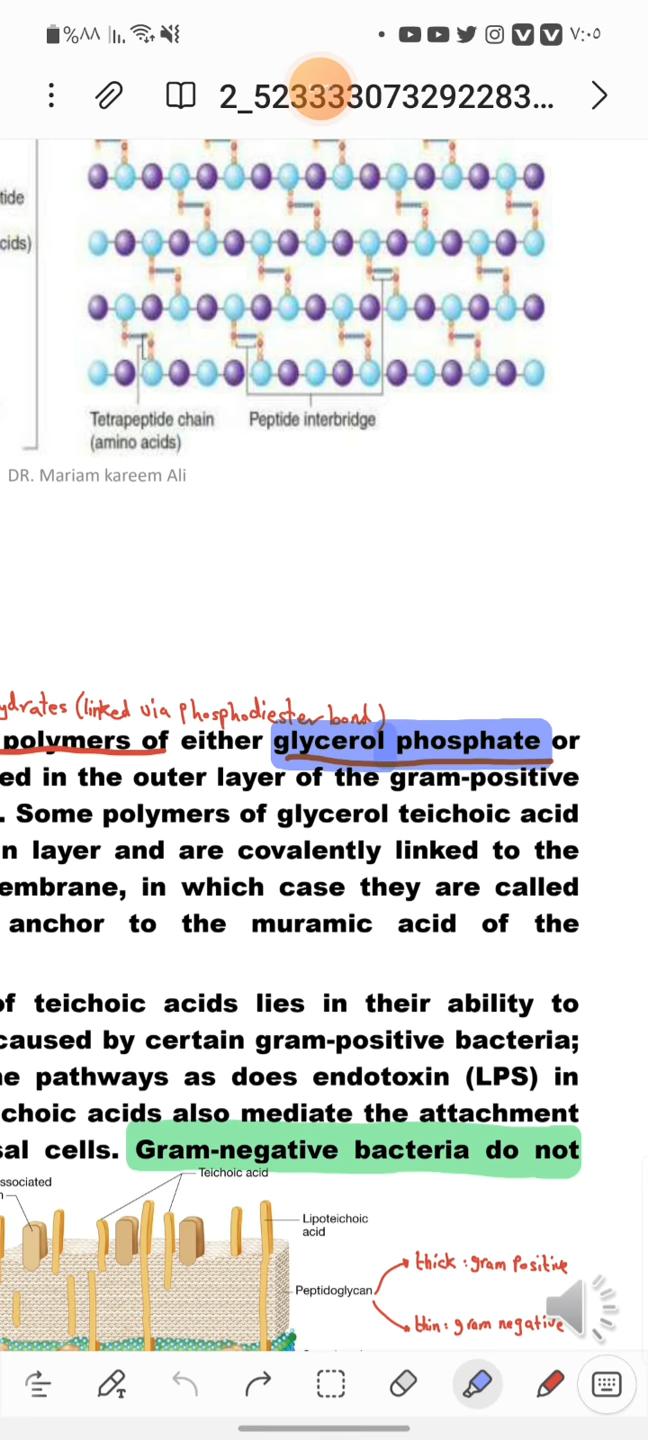 %٨٨ ٧:٠٥
2_523333073292283...
tide
cids)
Tetrapeptide chain
(amino acids)
Peptide interbridge
DR. Mariam kareem Ali
ydrates (linked via phosphodiester bond)
polymers of either glycerol phosphate or
ed in the outer layer of the gram-positive
. Some polymers of glycerol teichoic acid
n layer and are covalently linked to the
embrane, in which case they are called
anchor to the muramic acid of the
of teichoic acids lies in their ability to
caused by certain gram-positive bacteria;
e pathways as does endotoxin (LPS) in
choic acids also mediate the attachment
sal cells. Gram-negative bacteria do not
ssociated
n
Teichoic acid
Lipoteichoic
acid
Peptidoglycan
thick : gram Positive
thin : gram negative